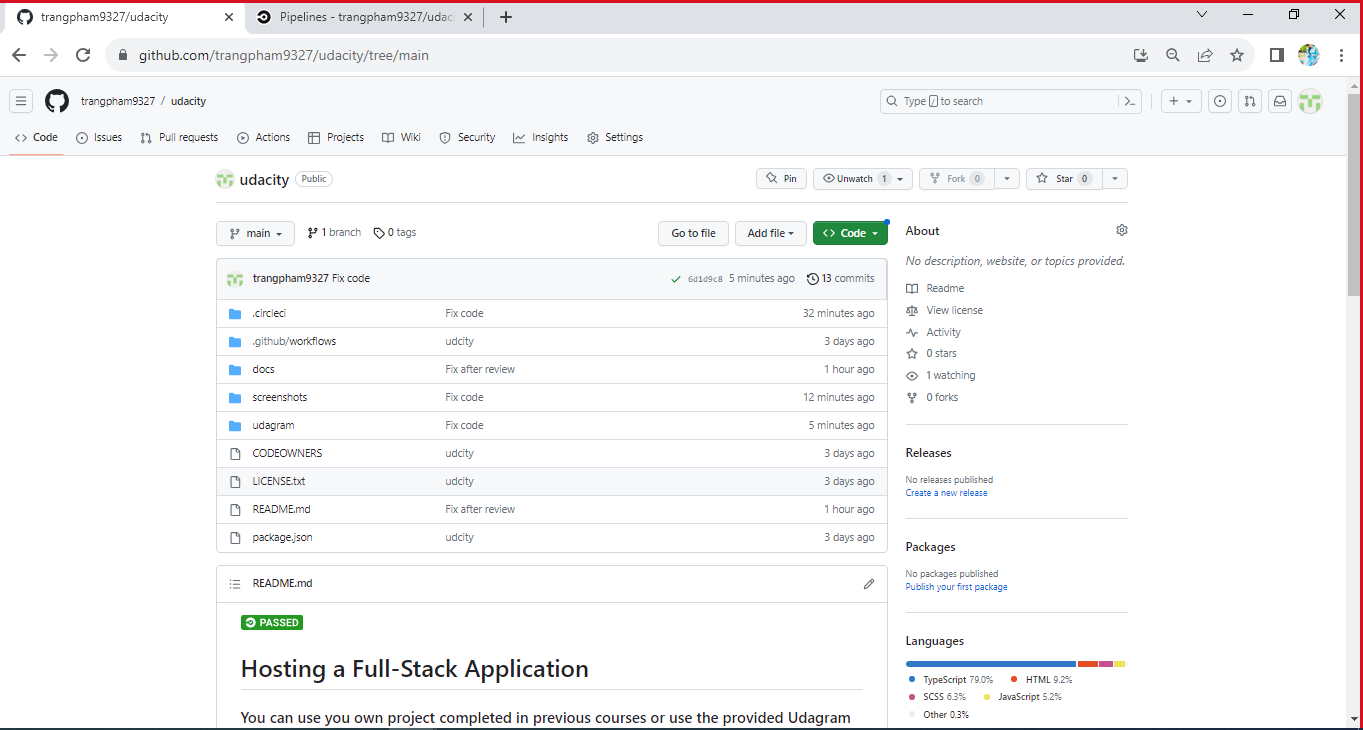 trangpham9327/udacity
Pipelines - trangpham9327/udac
github.com/trangpham9327/udacity/tree/main
trangpham9327 / udacity
Type / to search
Code Issues Pull requests Actions Projects Wiki Security Insights Settings
udacity Public
Pin Unwatch 1 Fork 0 Star 0
main 1 branch 0 tags Go to file Add file Code
trangpham9327 Fix code 6d1d9c8 5 minutes ago 13 commits
.circieci Fix code 32 minutes ago
.github/workflows udcity 3 days ago
docs Fix after review 1 hour ago
screenshots Fix code 12 minutes ago
udagram Fix code 5 minutes ago
CODEOWNERS udcity 3 days ago
LICENSE.txt udcity 3 days ago
README.md Fix after review 1 hour ago
package.json udcity 3 days ago
README.md
PASSED
Hosting a Full-Stack Application
You can use you own project completed in previous courses or use the provided Udagram
About
No description, website, or topics provided.
Readme
View license
Activity
0 stars
1 watching
0 forks
Releases
No releases published
Create a new release
Packages
No packages published
Publish your first package
Languages
TypeScript 79.0% HTML 9.2%
SCSS 6.3% JavaScript 5.2%
Other 0.3%